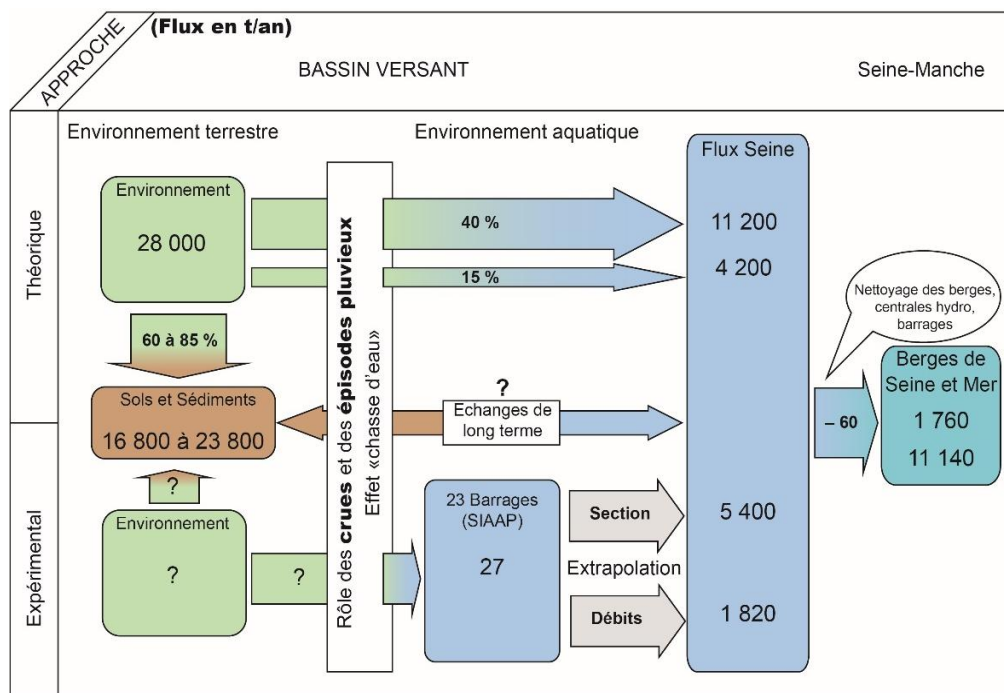 APPROCHE
(Flux en t/an)
BASSIN VERSANT
Seine-Manche
Environnement terrestre
Environnement aquatique
Théorique
Environnement
28 000
40 %
15 %
Flux Seine
11 200
4 200
60 à 85 %
Sols et Sédiments
16 800 à 23 800
Rôle des crues et des épisodes pluvieux
Effet «chasse d'eau»
?
Echanges de
long terme
Nettoyage des berges,
centrales hydro,
barrages
– 60
Berges de
Seine et Mer
1 760
11 140
Expérimental
?
Environnement
?
?
23 Barrages
(SIAAP)
27
Section
Extrapolation
Débits
5 400
1 820